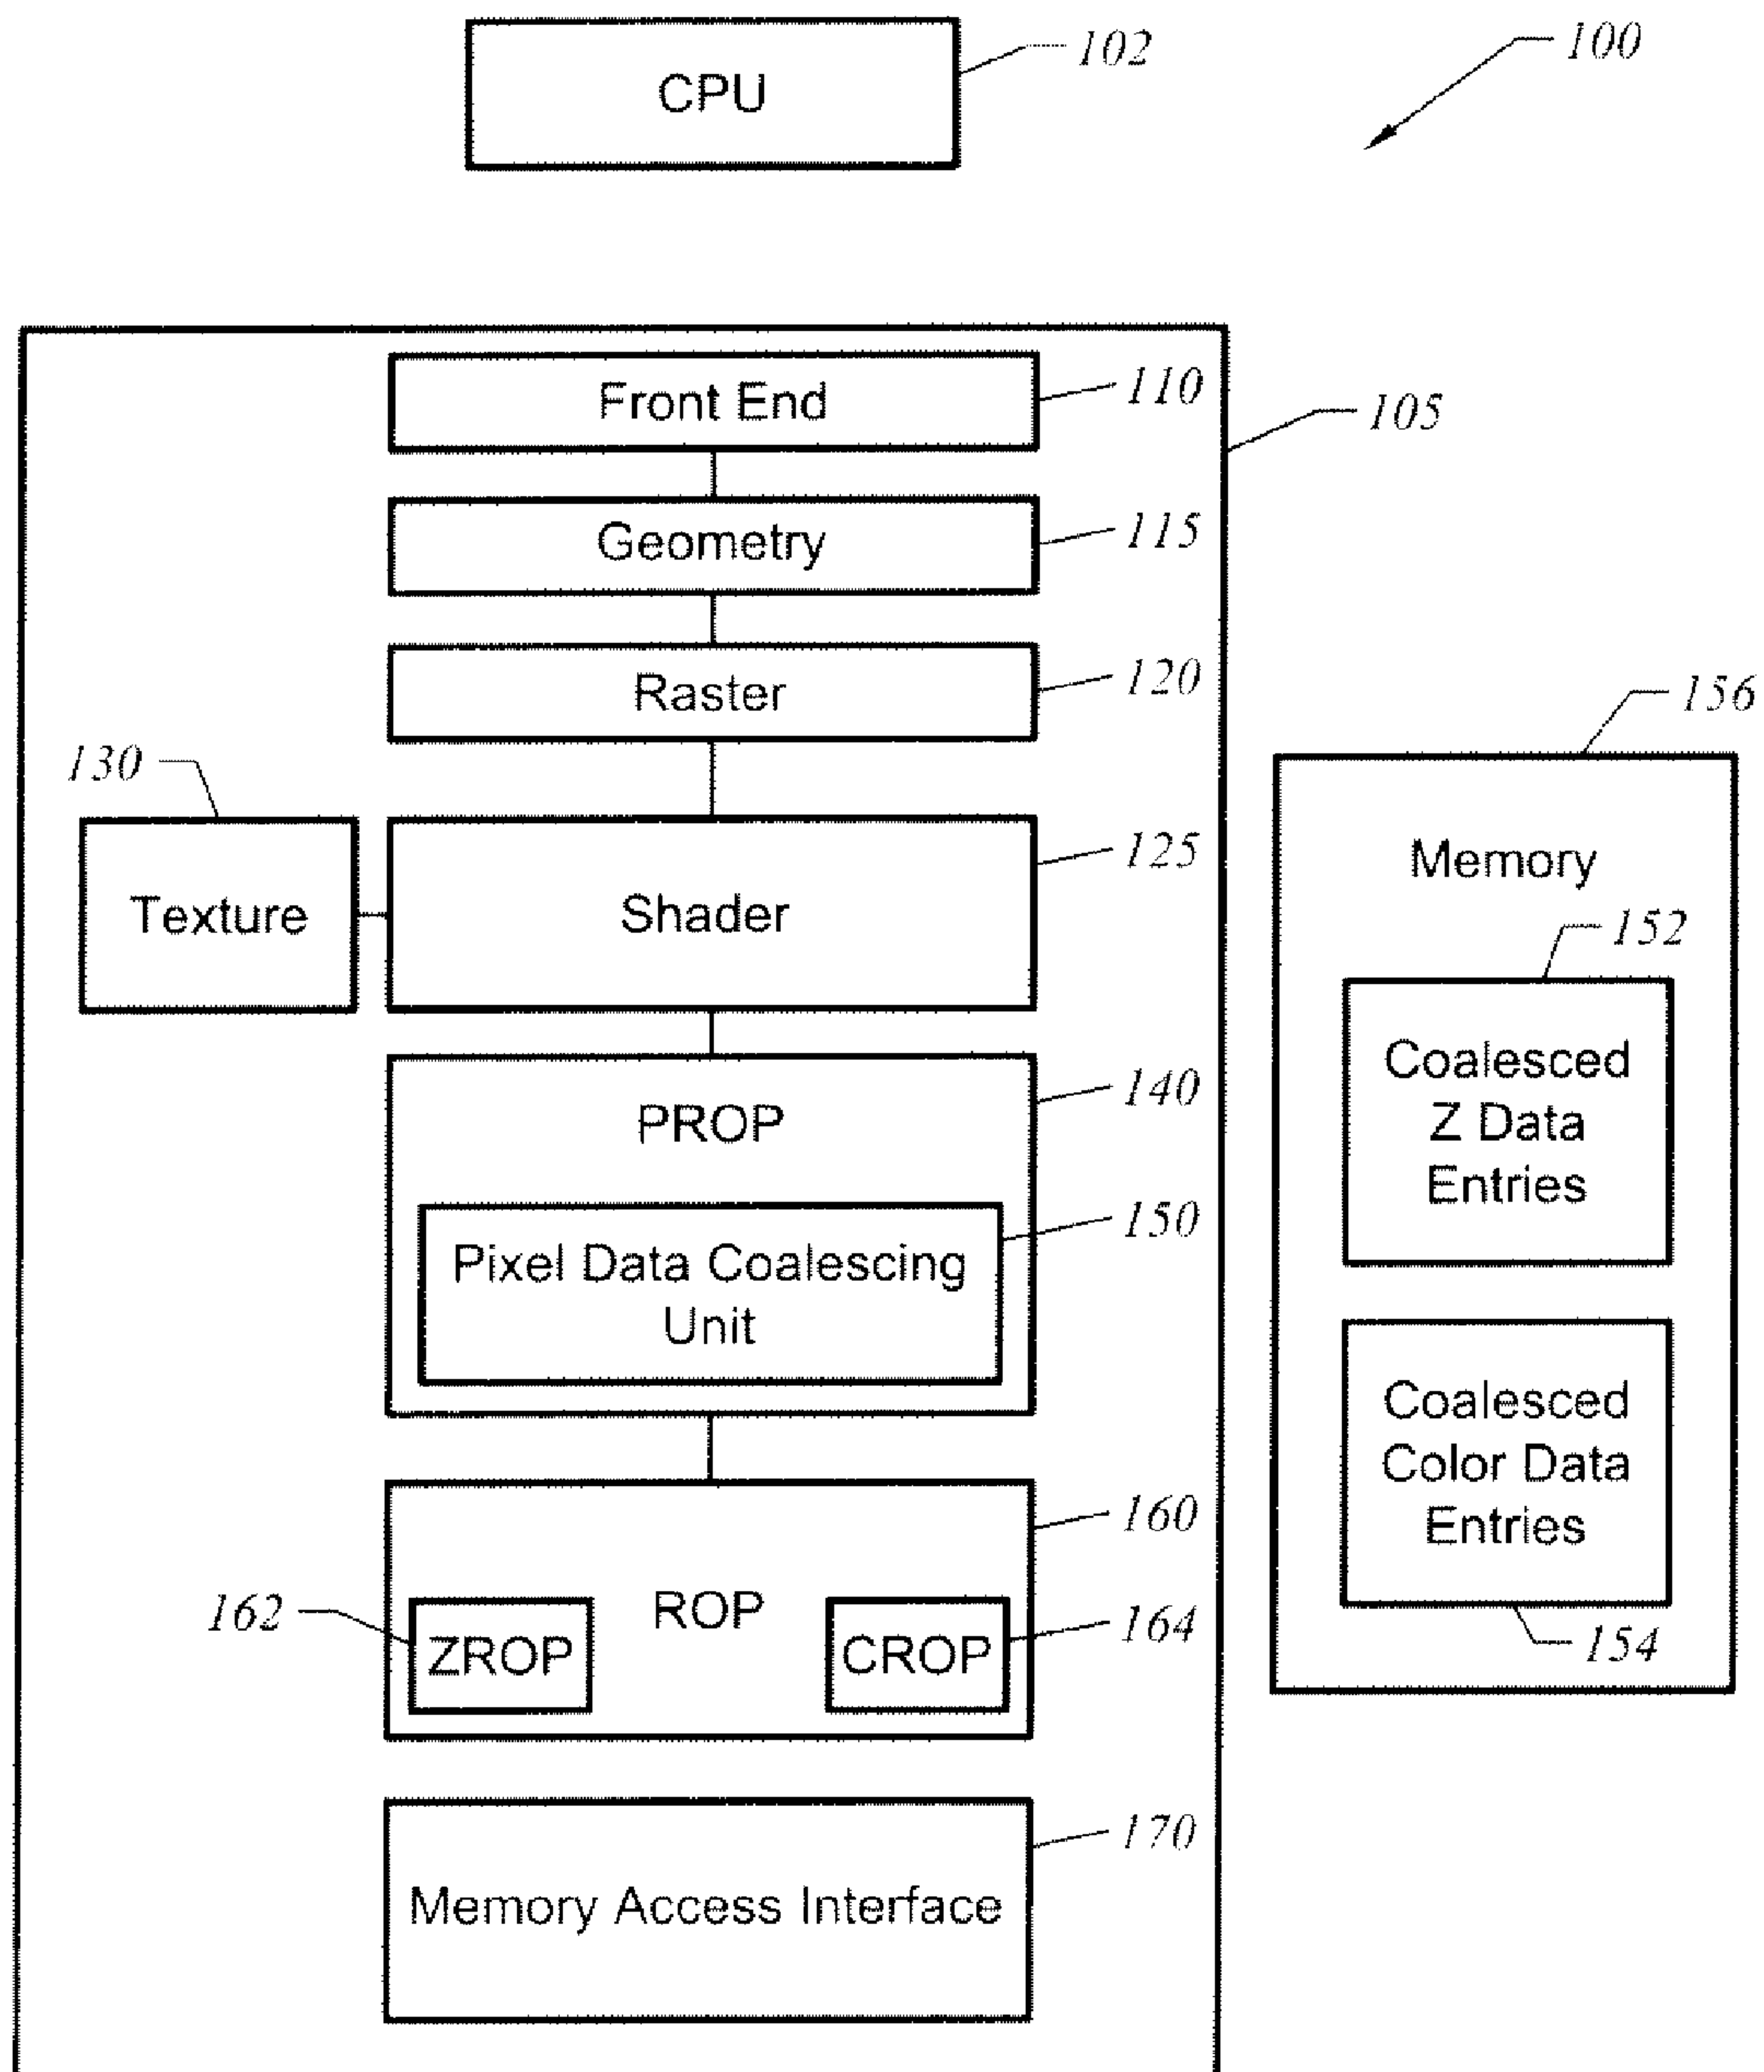 102
100
CPU
Front End
110
105
Geometry
115
Raster
120
156
130
Texture
Shader
125
Memory
152
Coalesced
Z Data
Entries
PROP
140
Pixel Data Coalescing
Unit
150
Coalesced
Color Data
Entries
154
160
ROP
162
ZROP
CROP
164
Memory Access Interface
170